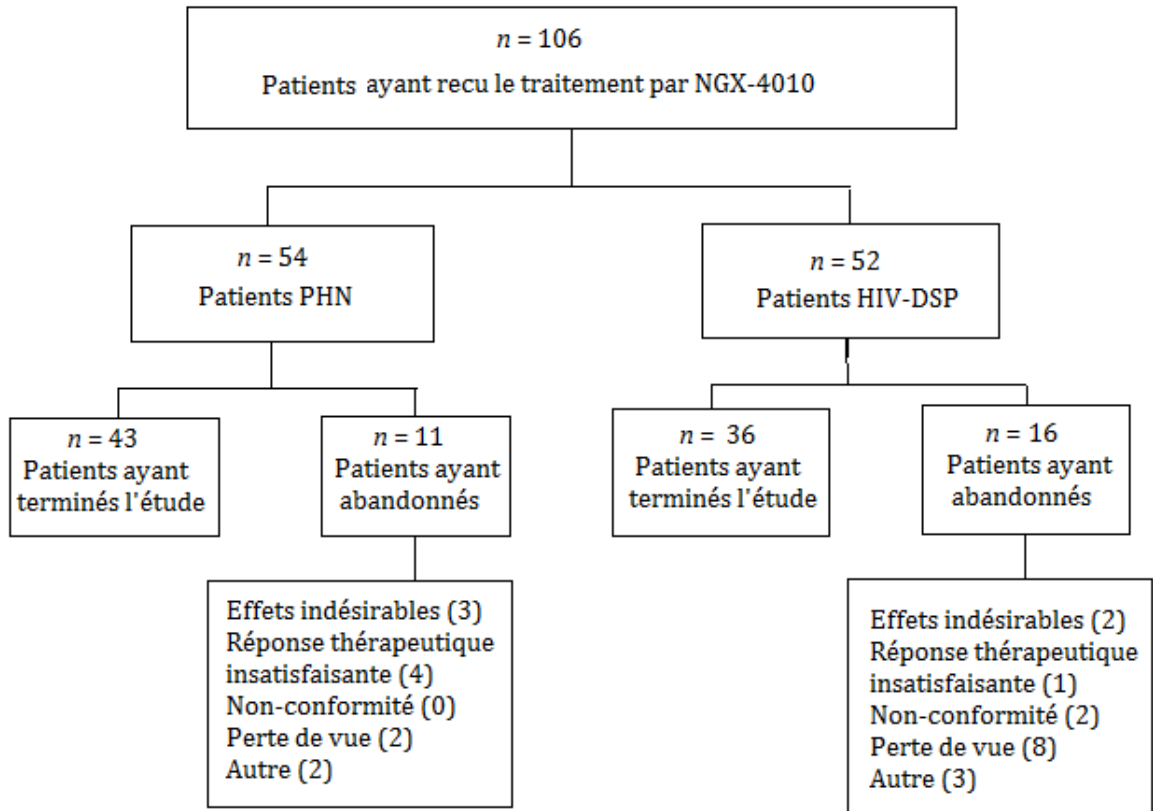 n = 106
Patients ayant recu le traitement par NGX-4010
n = 54
Patients PHN
n = 52
Patients HIV-DSP
n = 43
Patients ayant
terminés l'étude
n = 11
Patients ayant
abandonnés
n = 36
Patients ayant
terminés l'étude
n = 16
Patients ayant
abandonnés
Effets indésirables (3)
Réponse thérapeutique
insatisfaisante (4)
Non-conformité (0)
Perte de vue (2)
Autre (2)
Effets indésirables (2)
Réponse thérapeutique
insatisfaisante (1)
Non-conformité (2)
Perte de vue (8)
Autre (3)